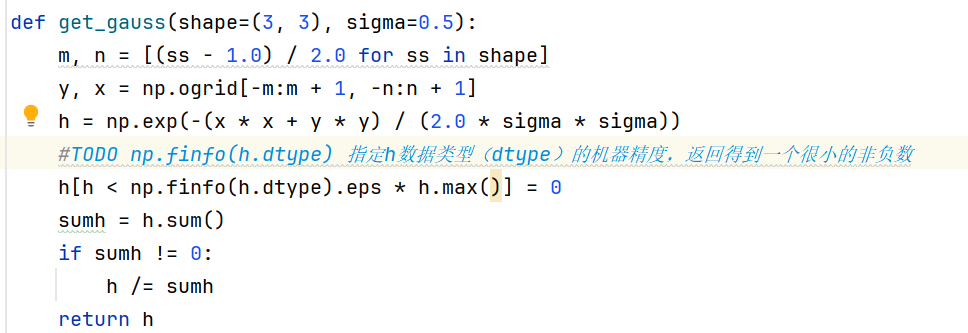 def get_gauss(shape=(3, 3), sigma=0.5):
    m, n = [(ss - 1.0) / 2.0 for ss in shape]
    y, x = np.ogrid[-m:m + 1, -n:n + 1]
    h = np.exp(-(x * x + y * y) / (2.0 * sigma * sigma))
    #TODO np.finfo(h.dtype) 指定h数据类型（dtype）的机器精度．返回得到一个很小的非负数
    h[h < np.finfo(h.dtype).eps * h.max()] = 0
    sumh = h.sum()
    if sumh != 0:
        h /= sumh
    return h